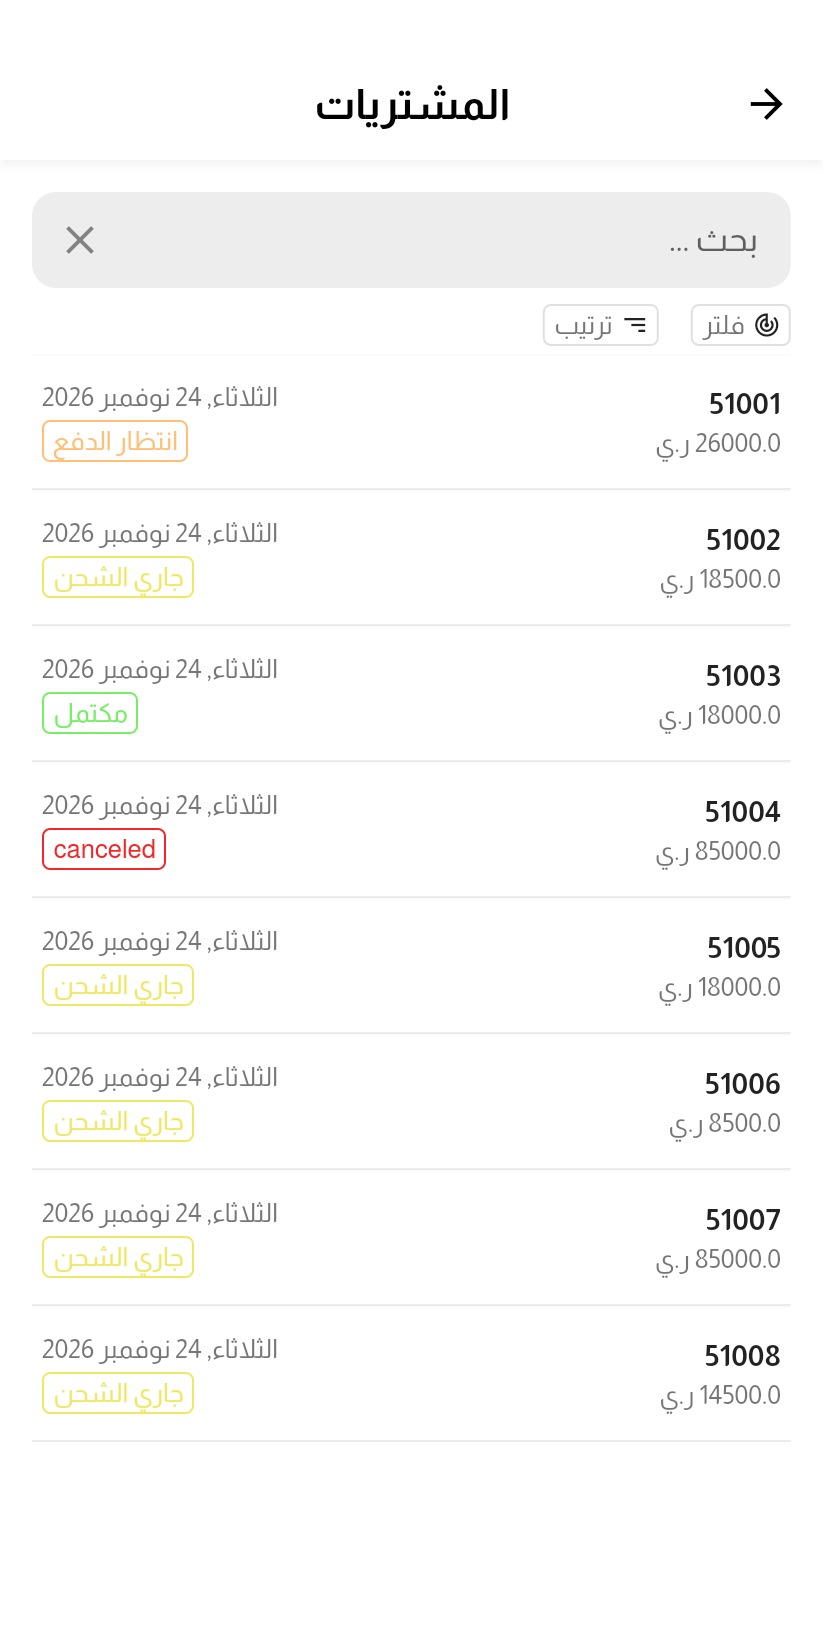 المشتريات
بحث ...
فلتر
ترتيب
51001
الثلاثاء, 24 نوفمبر 2026
26000.0 ر.ي
انتظار الدفع
51002
الثلاثاء, 24 نوفمبر 2026
18500.0 ر.ي
جاري الشحن
51003
الثلاثاء, 24 نوفمبر 2026
18000.0 ر.ي
مكتمل
51004
الثلاثاء, 24 نوفمبر 2026
85000.0 ر.ي
canceled
51005
الثلاثاء, 24 نوفمبر 2026
18000.0 ر.ي
جاري الشحن
51006
الثلاثاء, 24 نوفمبر 2026
8500.0 ر.ي
جاري الشحن
51007
الثلاثاء, 24 نوفمبر 2026
85000.0 ر.ي
جاري الشحن
51008
الثلاثاء, 24 نوفمبر 2026
14500.0 ر.ي
جاري الشحن